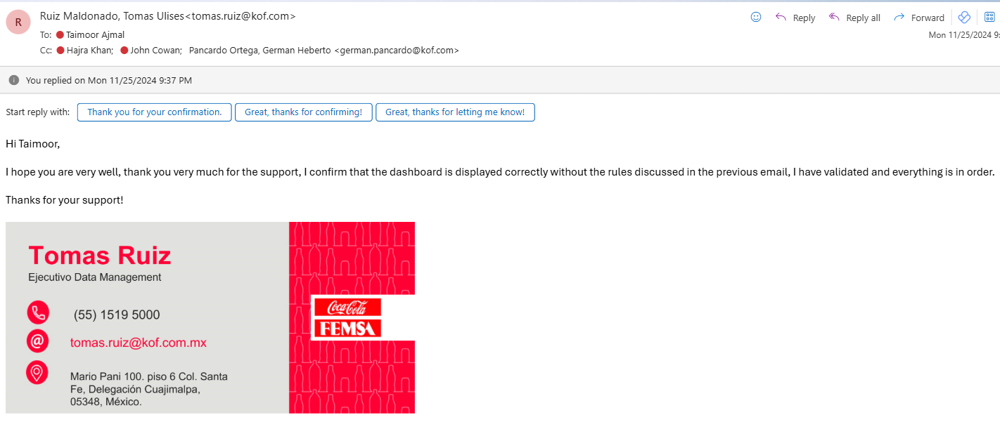 R
Ruiz Maldonado, Tomas Ulises<tomas.ruiz@kof.com>
Reply
Reply all
Forward
To: Taimoor Ajmal
Mon 11/25/2024 9:
Cc: Hajra Khan; John Cowan; Pancardo Ortega, German Heberto <german.pancardo@kof.com>
You replied on Mon 11/25/2024 9:37 PM
Start reply with: Thank you for your confirmation. Great, thanks for confirming! Great, thanks for letting me know!
Hi Taimoor,
I hope you are very well, thank you very much for the support, I confirm that the dashboard is displayed correctly without the rules discussed in the previous email, I have validated and everything is in order.
Thanks for your support!
Tomas Ruiz
Ejecutivo Data Management
(55) 1519 5000
@ tomas.ruiz@kof.com.mx
Mario Pani 100. piso 6 Col. Santa
Fe, Delegación Cuajimalpa,
05348, México.
Coca-Cola
FEMSA